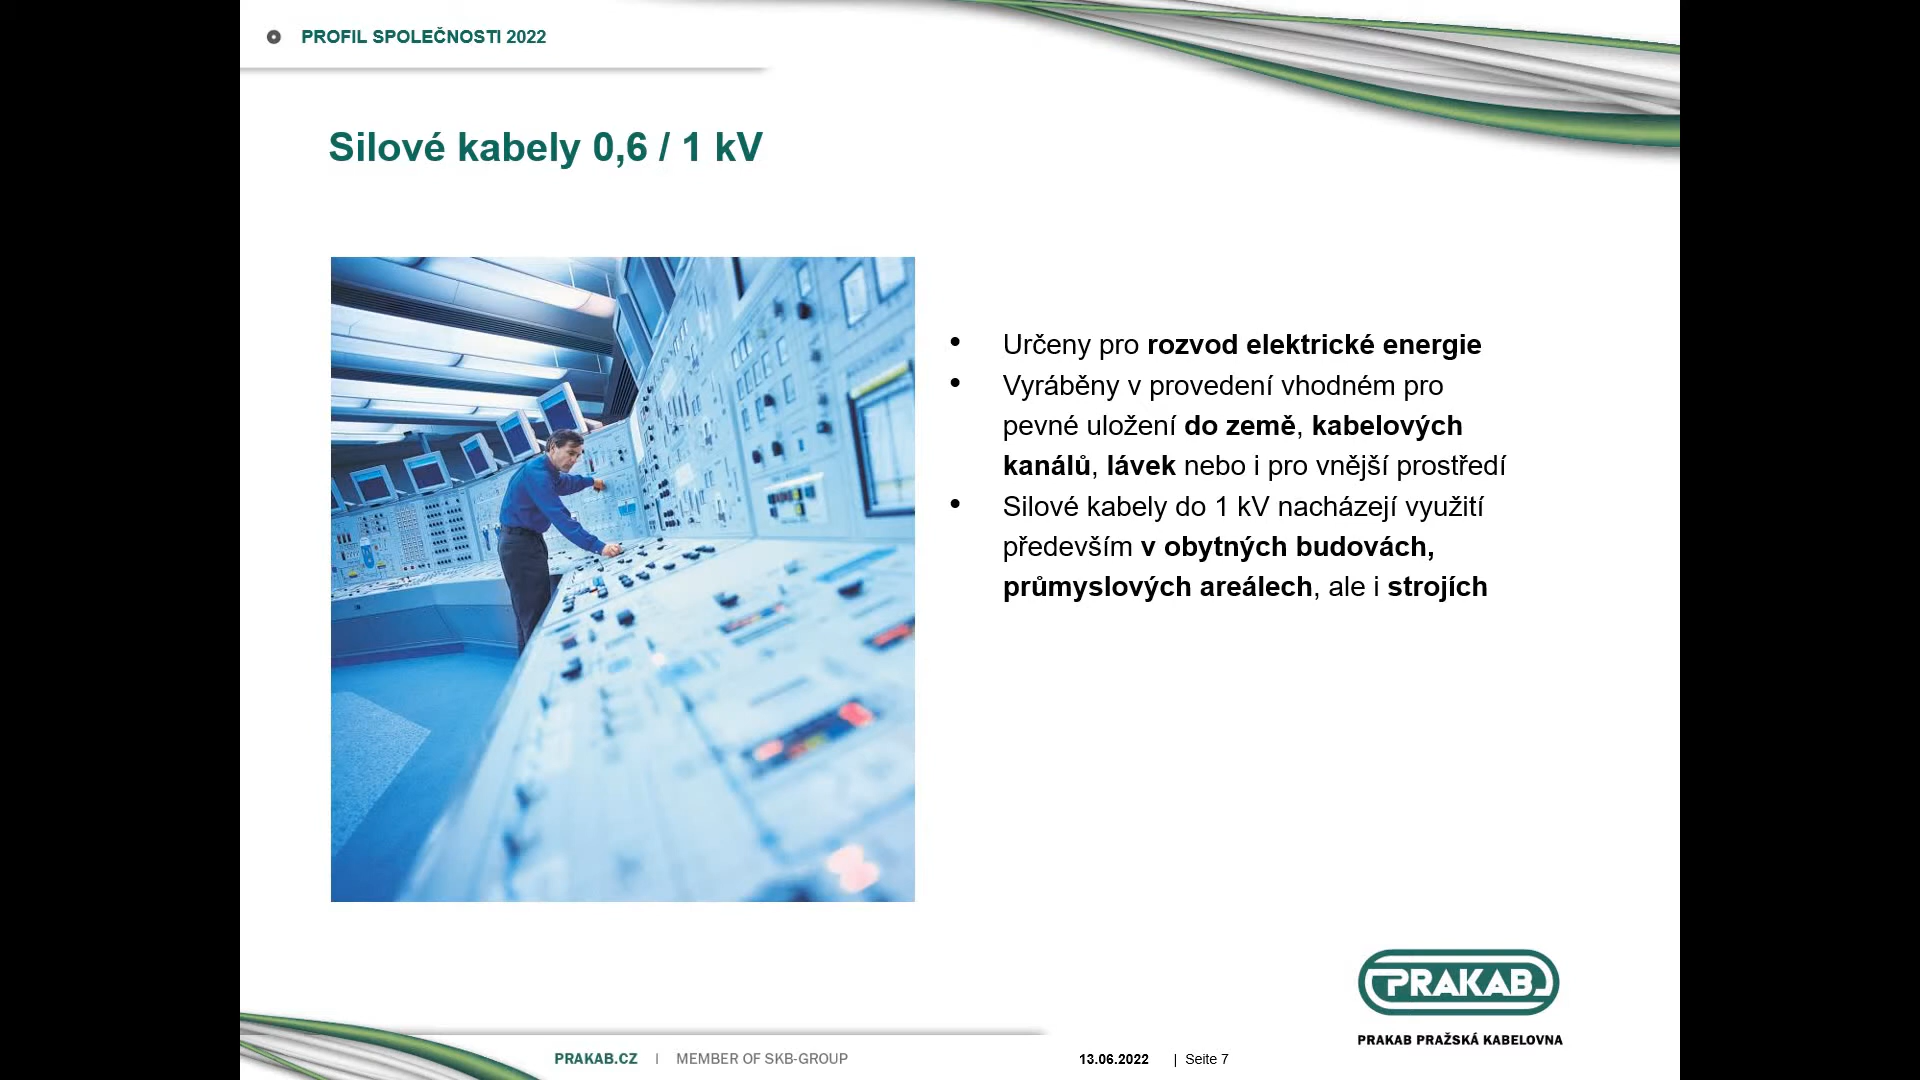 PROFIL SPOLEČNOSTI 2022
Silové kabely 0,6 / 1 kV
• Určeny pro rozvod elektrické energie
• Vyráběny v provedení vhodném pro
pevné uložení do země, kabelových
kanálů, lávek nebo i pro vnější prostředí
• Silové kabely do 1 kV nacházejí využití
především v obytných budovách,
průmyslových areálech, ale i strojích
PRAKAB
PRAKAB PRAŽSKÁ KABELOVNA
PRAKAB.CZ | MEMBER OF SKB-GROUP
13.06.2022 | Seite 7